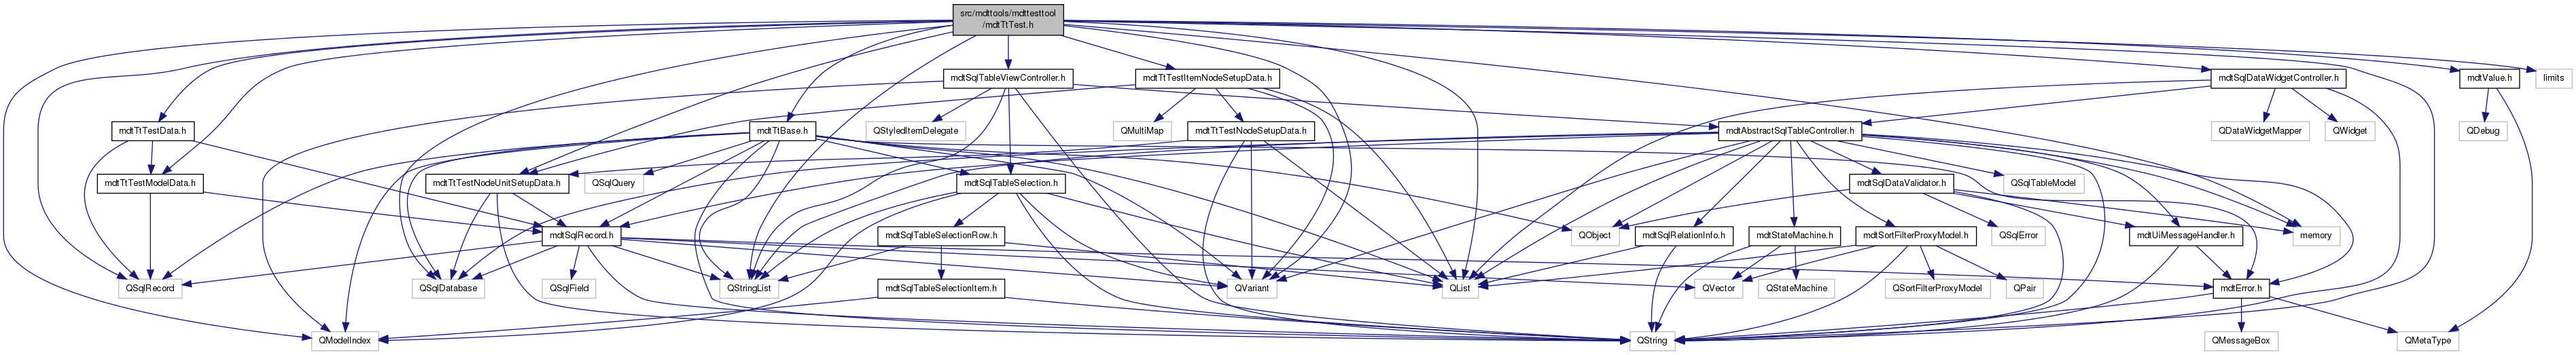 src/mdttools/mdttesttool
/mdtTtTest.h
mdtSqlTableViewController.h
mdtTtTestItemNodeSetupData.h
mdtSqlDataWidgetController.h
mdtValue.h
limits
mdtTtTestData.h
mdtTtBase.h
QStyledItemDelegate
QMultiMap
mdtTtTestNodeSetupData.h
mdtAbstractSqlTableController.h
QDataWidgetMapper
QWidget
QDebug
mdtTtTestModelData.h
mdtTtTestNodeUnitSetupData.h
QSqlQuery
mdtSqlTableSelection.h
mdtSqlDataValidator.h
QSqlTableModel
mdtSqlRecord.h
mdtSqlTableSelectionRow.h
QObject
mdtSqlRelationInfo.h
mdtStateMachine.h
mdtSortFilterProxyModel.h
QSqlError
mdtUiMessageHandler.h
memory
QSqlRecord
QSqlDatabase
QSqlField
QStringList
mdtSqlTableSelectionItem.h
QVariant
QList
QVector
QStateMachine
QSortFilterProxyModel
QPair
mdtError.h
QModelIndex
QString
QMessageBox
QMetaType